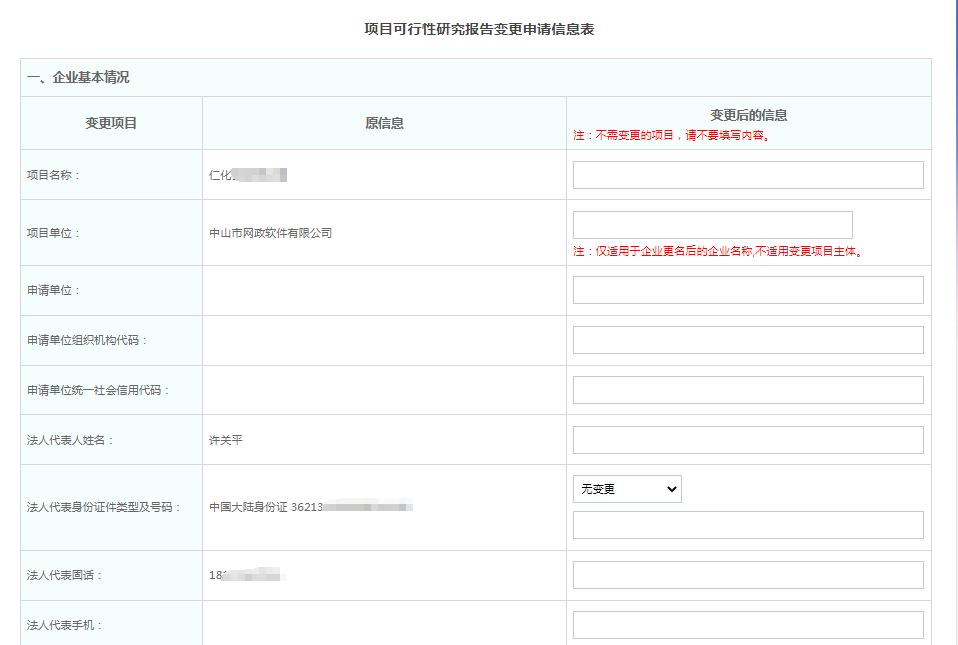 项目可行性研究报告变更申请信息表
一、企业基本情况
变更项目
原信息
变更后的信息
注：不需变更的项目，请不要填写内容。
项目名称：
仁化
项目单位：
中山市网政软件有限公司
注：仅适用于企业更名后的企业名称,不适用变更项目主体。
申请单位：
申请单位组织机构代码：
申请单位统一社会信用代码：
法人代表人姓名：
许关平
法人代表身份证件类型及号码：
中国大陆身份证 36213
无变更
法人代表固话：
18
法人代表手机：